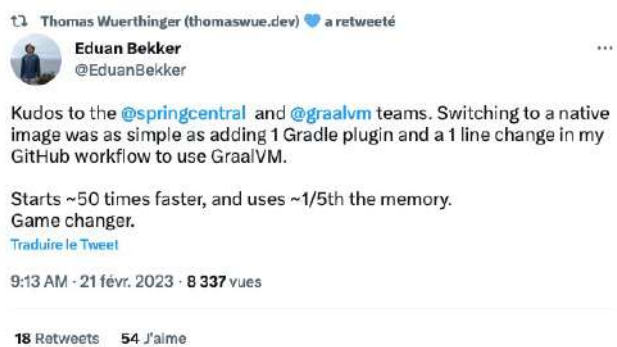 Thomas Wuerthinger (thomaswue.dev) 💙 a retweeté
Eduan Bekker
@EduanBekker
Kudos to the @springcentral and @graalvm teams. Switching to a native
image was as simple as adding 1 Gradle plugin and a 1 line change in my
GitHub workflow to use GraalVM.
Starts ~50 times faster, and uses ~1/5th the memory.
Game changer.
Traduire le Tweet
9:13 AM · 21 févr. 2023 · 8 337 vues
18 Retweets 54 J'aime